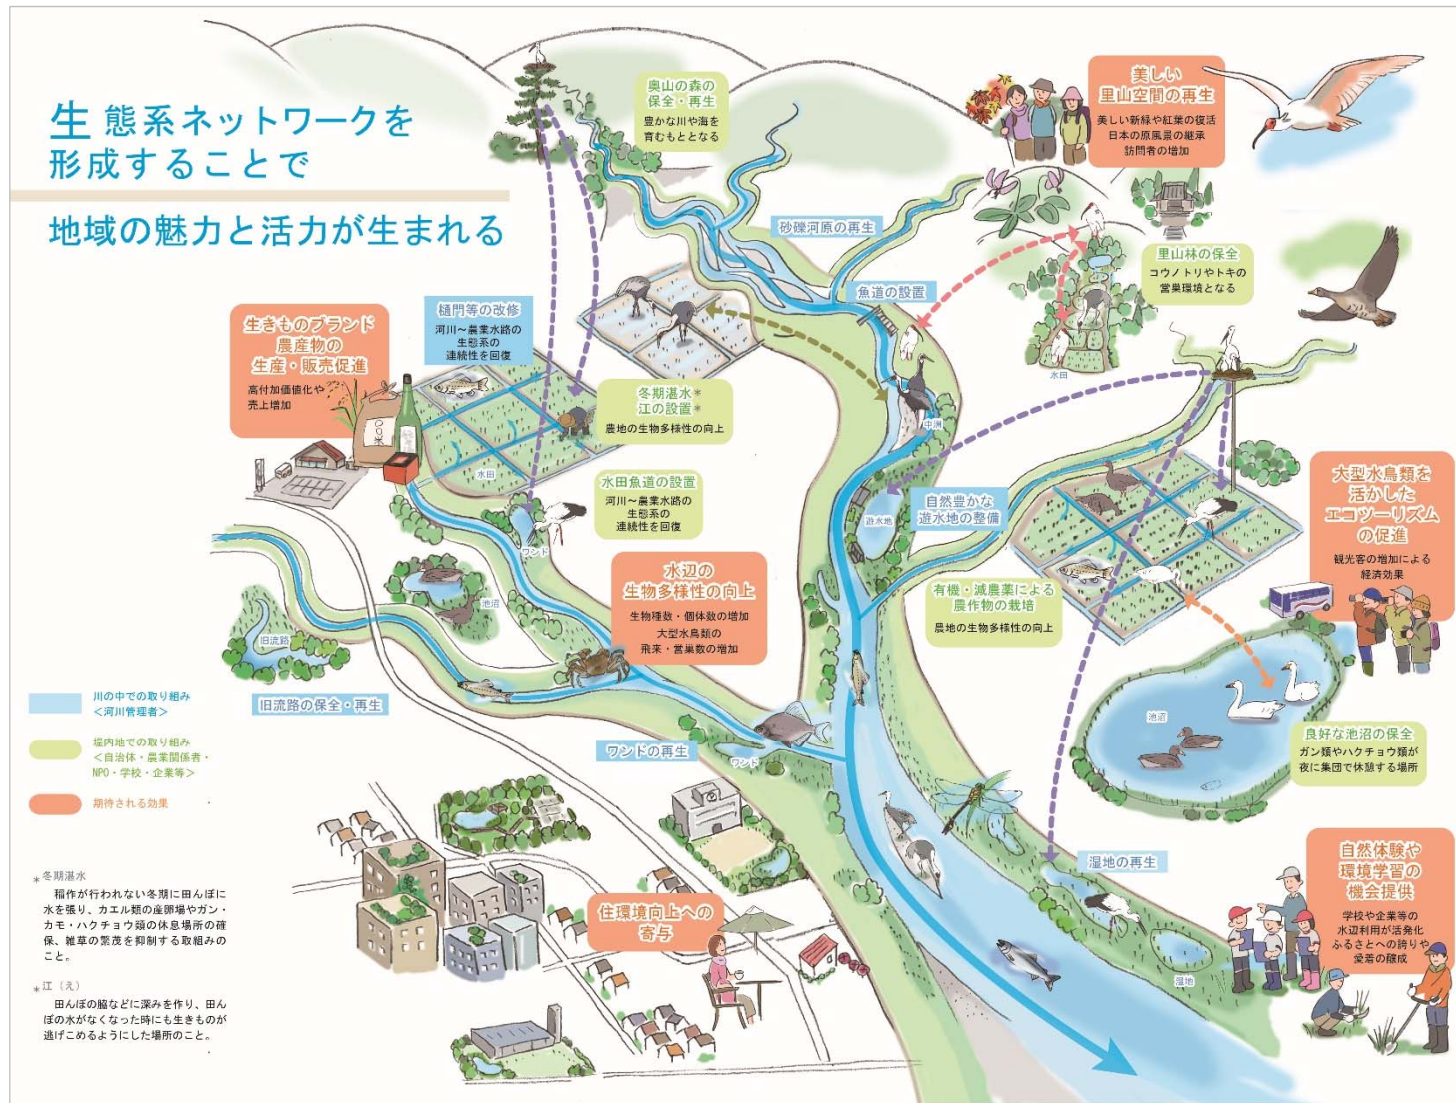 生態系ネットワークを
形成することで
地域の魅力と活力が生まれる
奥山の森の
保全・再生
豊かな川や海を
育むもととなる
美しい
里山空間の再生
美しい新緑や紅葉の復活
日本の原風景の継承
訪問者の増加
砂礫河原の再生
里山林の保全
コウノトリやトキの
営巣環境となる
魚道の設置
水田
樋門等の改修
河川～農業水路の
生態系の
連続性を回復
生きものブランド
農産物の
生産・販売促進
高付加価値化や
売上増加
〇〇米
冬期湛水*
江の設置*
農地の生物多様性の向上
中洲
水田
水田魚道の設置
河川～農業水路の
生態系の
連続性を回復
ワンド
自然豊かな
遊水地の整備
遊水地
大型水鳥類を
活かした
エコツーリズム
の促進
観光客の増加による
経済効果
水辺の
生物多様性の向上
生物種数・個体数の増加
大型水鳥類の
飛来・営巣数の増加
有機・減農薬による
農作物の栽培
農地の生物多様性の向上
池沼
旧流路
旧流路の保全・再生
池沼
良好な池沼の保全
ガン類やハクチョウ類が
夜に集団で休憩する場所
ワンドの再生
ワンド
川の中での取り組み
＜河川管理者＞
堤内地での取り組み
＜自治体・農業関係者・
NPO・学校・企業等＞
期待される効果
湿地の再生
自然体験や
環境学習の
機会提供
学校や企業等の
水辺利用が活発化
ふるさとへの誇りや
愛着の醸成
湿地
住環境向上への
寄与
*冬期湛水
稲作が行われない冬期に田んぼに
水を張り、カエル類の産卵場やガン・
カモ・ハクチョウ類の休息場所の確
保、雑草の繁茂を抑制する取組みの
こと。
*江（え）
田んぼの脇などに深みを作り、田ん
ぼの水がなくなった時にも生きものが
逃げこめるようにした場所のこと。